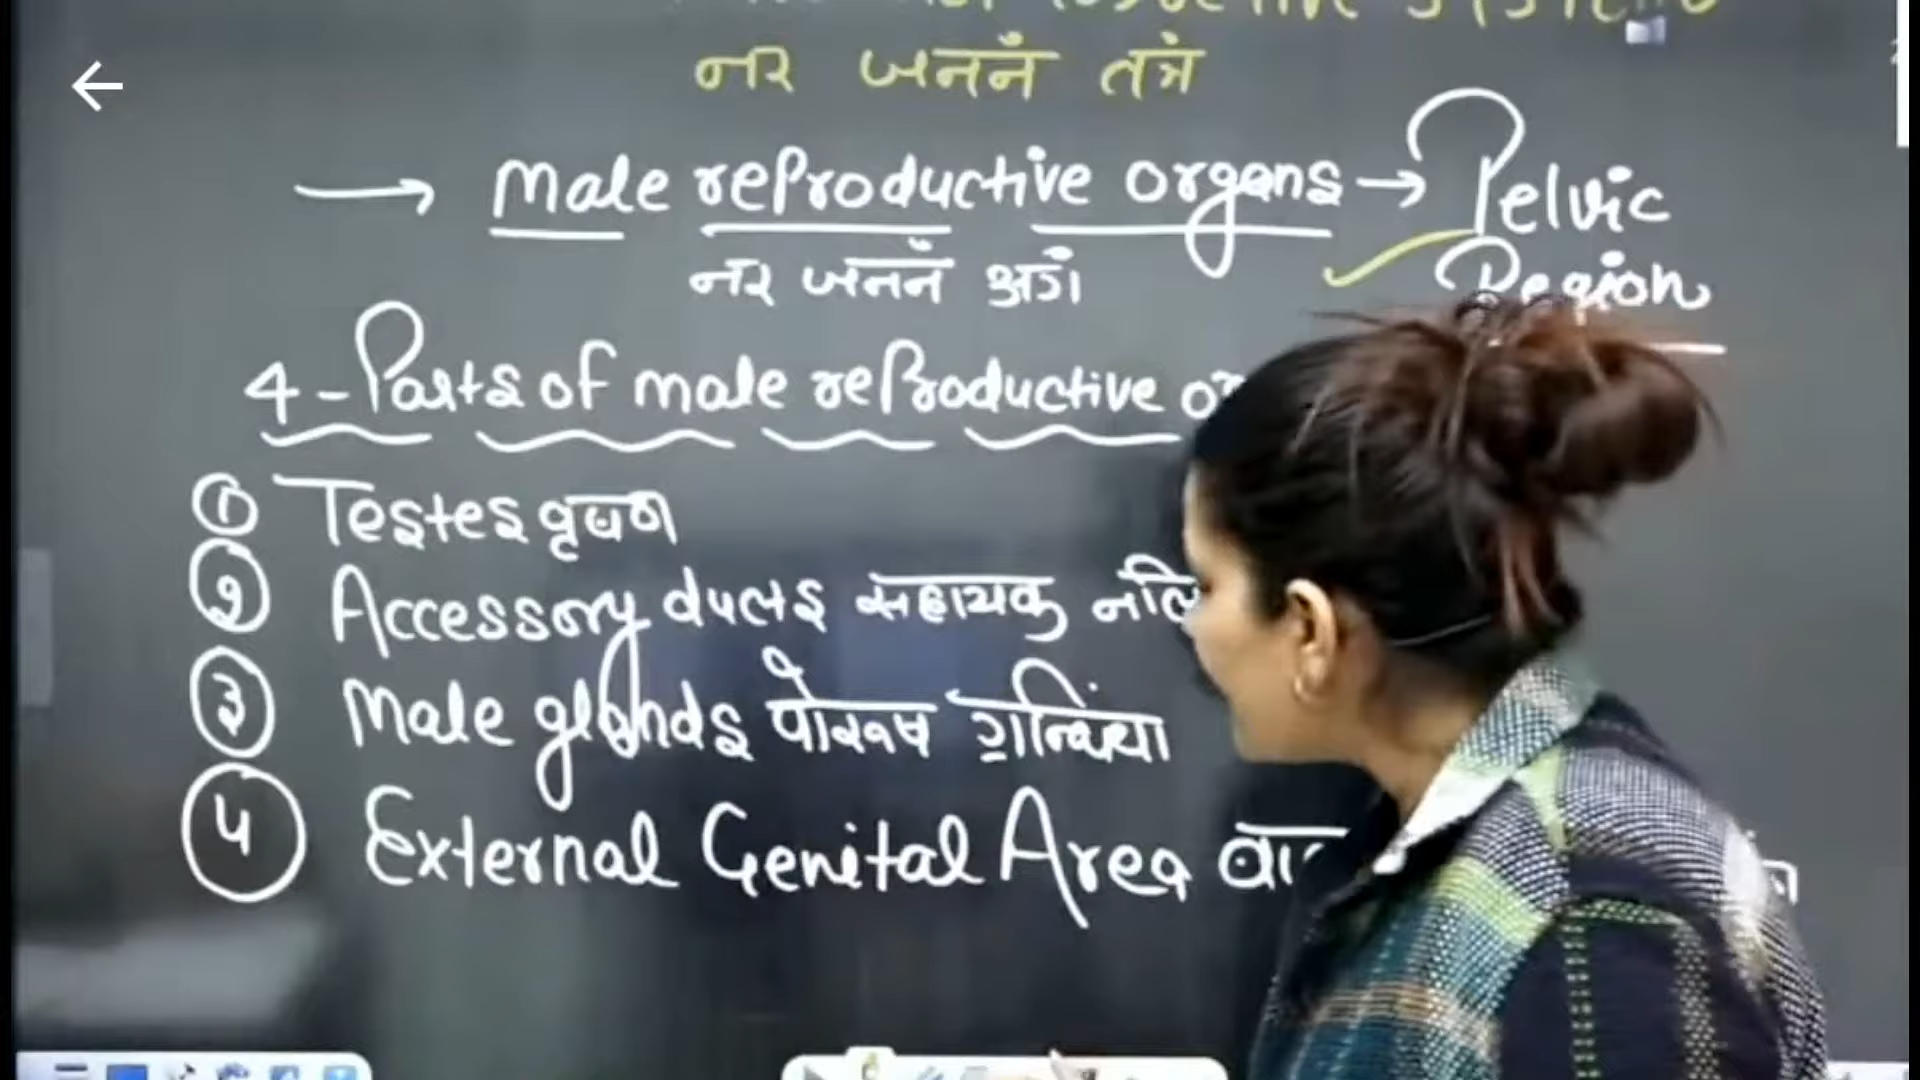 नर जननं तंत्र
→ Male reproductive organs → Pelvic Region
नर जननं अंग
4 - Parts of male reproductive
① Testes वृषण
② Accessory ducts सहायक
③ Male glands पौरूष ग्रन्थियां
④ External Genital Area